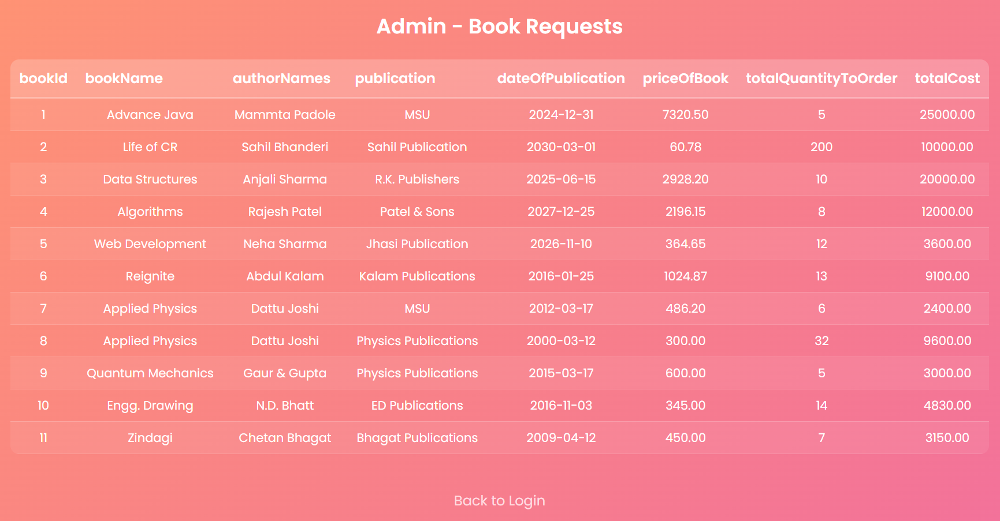 Admin - Book Requests
bookId bookName authorNames publication dateOfPublication priceOfBook totalQuantityToOrder totalCost
1 Advance Java Mammta Padole MSU 2024-12-31 7320.50 5 25000.00
2 Life of CR Sahil Bhanderi Sahil Publication 2030-03-01 60.78 200 10000.00
3 Data Structures Anjali Sharma R.K. Publishers 2025-06-15 2928.20 10 20000.00
4 Algorithms Rajesh Patel Patel & Sons 2027-12-25 2196.15 8 12000.00
5 Web Development Neha Sharma Jhasi Publication 2026-11-10 364.65 12 3600.00
6 Reignite Abdul Kalam Kalam Publications 2016-01-25 1024.87 13 9100.00
7 Applied Physics Dattu Joshi MSU 2012-03-17 486.20 6 2400.00
8 Applied Physics Dattu Joshi Physics Publications 2000-03-12 300.00 32 9600.00
9 Quantum Mechanics Gaur & Gupta Physics Publications 2015-03-17 600.00 5 3000.00
10 Engg. Drawing N.D. Bhatt ED Publications 2016-11-03 345.00 14 4830.00
11 Zindagi Chetan Bhagat Bhagat Publications 2009-04-12 450.00 7 3150.00
Back to Login